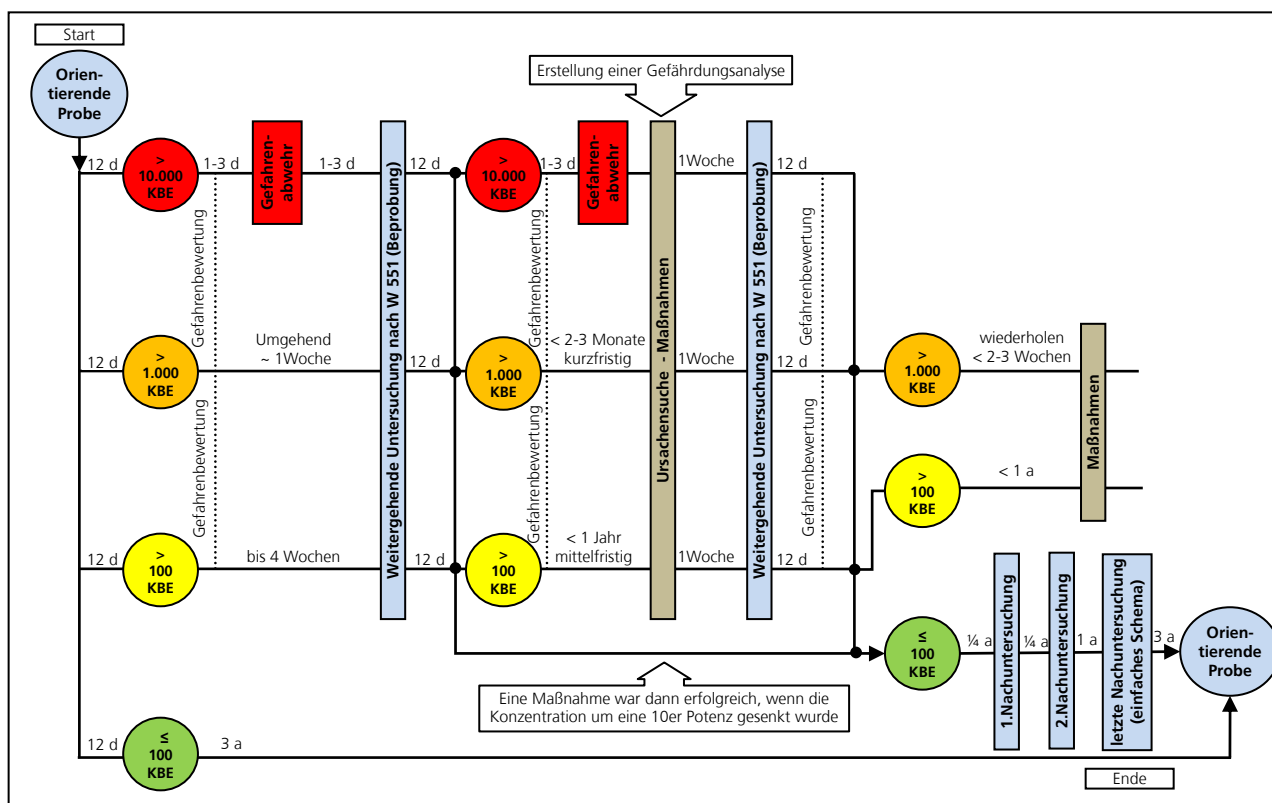 Start
Orien-
tierende
Probe
Erstellung einer Gefährdungsanalyse
12 d
>
10.000
KBE
1-3 d
Gefahren-
abwehr
1-3 d
Weitergehende Untersuchung nach W 551 (Beprobung)
12 d
>
10.000
KBE
1-3 d
Gefahren-
abwehr
Ursachensuche - Maßnahmen
1Woche
Weitergehende Untersuchung nach W 551 (Beprobung)
12 d
Gefahrenbewertung
Gefahrenbewertung
Gefahrenbewertung
12 d
>
1.000
KBE
Umgehend
~ 1Woche
12 d
>
1.000
KBE
< 2-3 Monate
kurzfristig
1Woche
12 d
>
1.000
KBE
wiederholen
< 2-3 Wochen
Maßnahmen
Gefahrenbewertung
Gefahrenbewertung
Gefahrenbewertung
>
100
KBE
< 1 a
12 d
>
100
KBE
bis 4 Wochen
12 d
>
100
KBE
< 1 Jahr
mittelfristig
1Woche
12 d
≤
100
KBE
¼ a
1.Nachuntersuchung
¼ a
2.Nachuntersuchung
1 a
letzte Nachuntersuchung
(einfaches Schema)
3 a
Orien-
tierende
Probe
Eine Maßnahme war dann erfolgreich, wenn die
Konzentration um eine 10er Potenz gesenkt wurde
12 d
≤
100
KBE
3 a
Ende